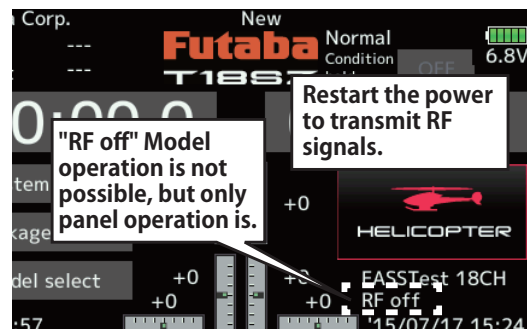 Corp.
New
---
---
Futaba
T18SZ
Normal
Condition
OFF
6.8V
Restart the power
to transmit RF
signals.
"RF off" Model
operation is not
possible, but only
panel operation is.
+0
HELICOPTER
del select
+0
+0
+0
+0
FASSTest 18CH
RF off
:57
'15/07/17 15:24